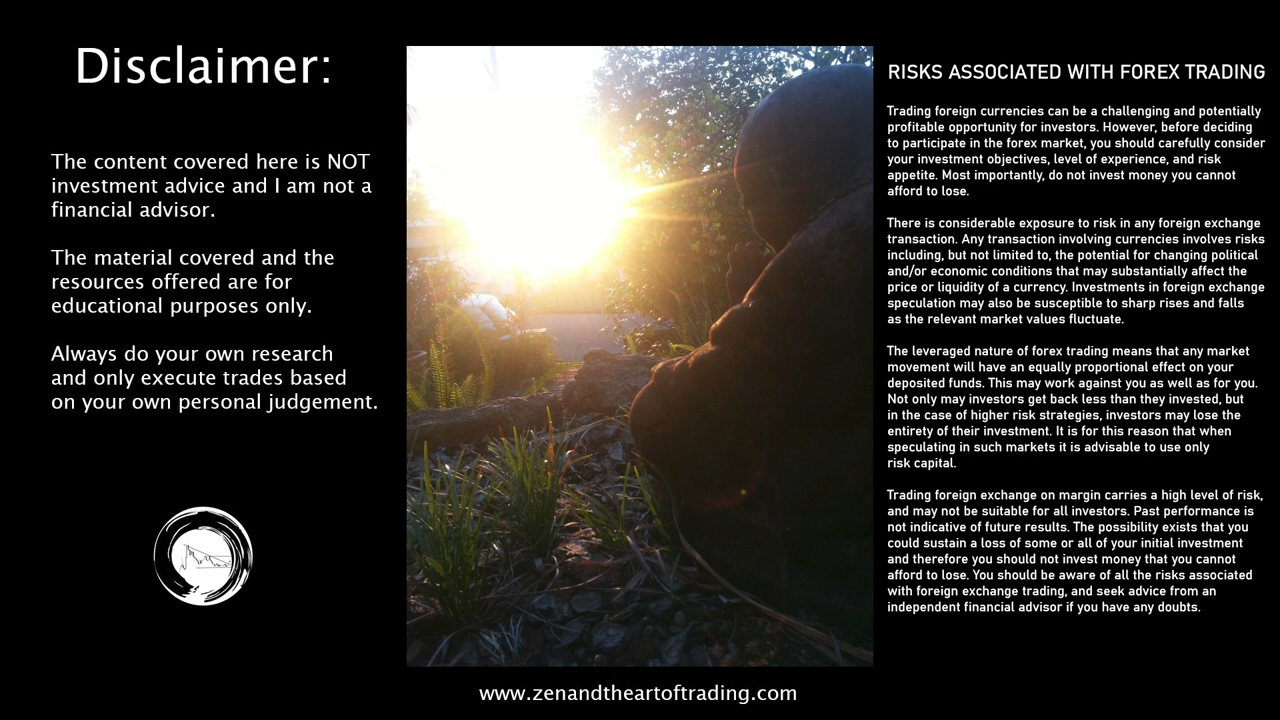 Disclaimer:
The content covered here is NOT
investment advice and I am not a
financial advisor.
The material covered and the
resources offered are for
educational purposes only.
Always do your own research
and only execute trades based
on your own personal judgement.
RISKS ASSOCIATED WITH FOREX TRADING
Trading foreign currencies can be a challenging and potentially
profitable opportunity for investors. However, before deciding
to participate in the forex market, you should carefully consider
your investment objectives, level of experience, and risk
appetite. Most importantly, do not invest money you cannot
afford to lose.
There is considerable exposure to risk in any foreign exchange
transaction. Any transaction involving currencies involves risks
including, but not limited to, the potential for changing political
and/or economic conditions that may substantially affect the
price or liquidity of a currency. Investments in foreign exchange
speculation may also be susceptible to sharp rises and falls
as the relevant market values fluctuate.
The leveraged nature of forex trading means that any market
movement will have an equally proportional effect on your
deposited funds. This may work against you as well as for you.
Not only may investors get back less than they invested, but
in the case of higher risk strategies, investors may lose the
entirety of their investment. It is for this reason that when
speculating in such markets it is advisable to use only
risk capital.
Trading foreign exchange on margin carries a high level of risk,
and may not be suitable for all investors. Past performance is
not indicative of future results. The possibility exists that you
could sustain a loss of some or all of your initial investment
and therefore you should not invest money that you cannot
afford to lose. You should be aware of all the risks associated
with foreign exchange trading, and seek advice from an
independent financial advisor if you have any doubts.
www.zenandtheartoftrading.com